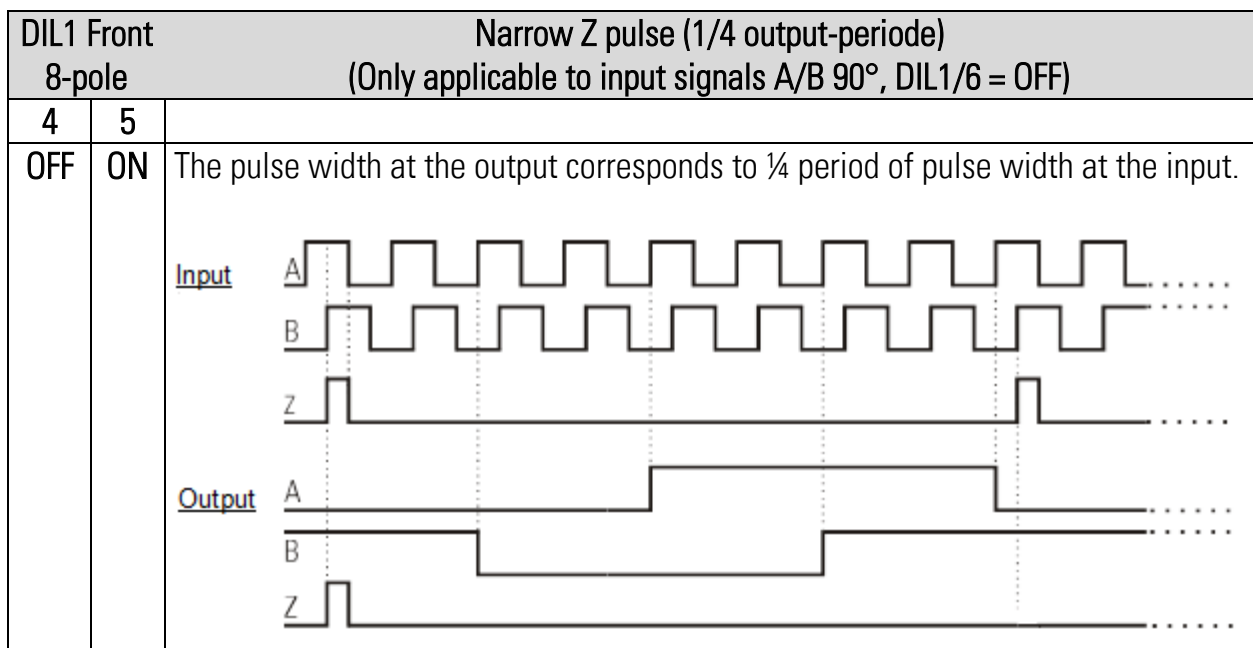 DIL1 Front
8-pole
Narrow Z pulse (1/4 output-periode)
(Only applicable to input signals A/B 90°, DIL1/6 = OFF)
4 5
OFF ON The pulse width at the output corresponds to ¼ period of pulse width at the input.
Input A
B
Z
Output A
B
Z